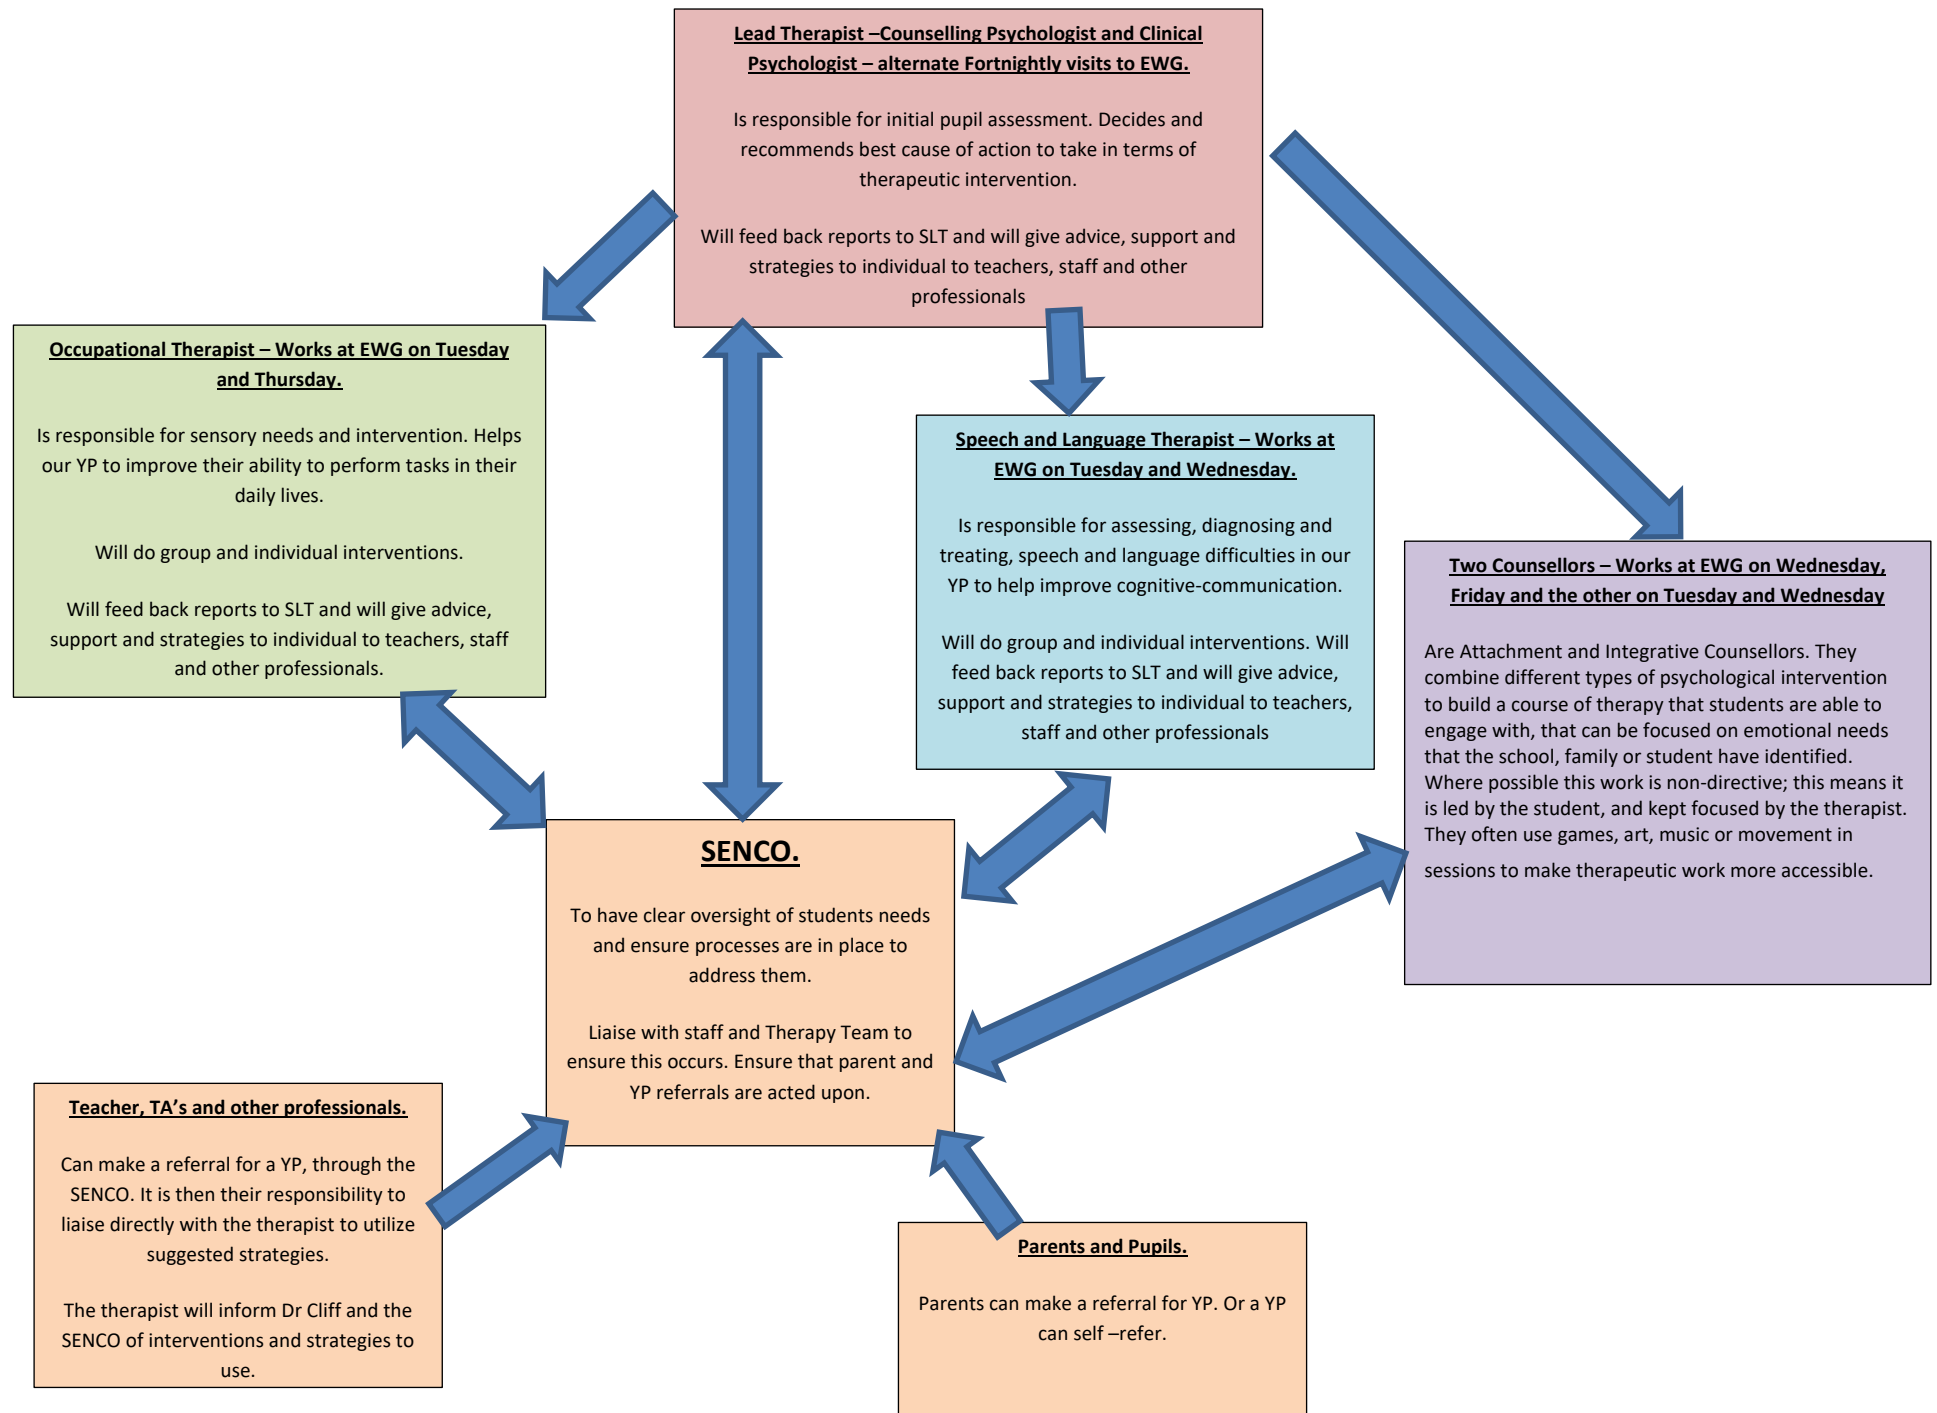 Lead Therapist –Counselling Psychologist and Clinical
Psychologist – alternate Fortnightly visits to EWG.
Is responsible for initial pupil assessment. Decides and
recommends best cause of action to take in terms of
therapeutic intervention.
Will feed back reports to SLT and will give advice, support and
strategies to individual to teachers, staff and other
professionals
Occupational Therapist – Works at EWG on Tuesday
and Thursday.
Is responsible for sensory needs and intervention. Helps
our YP to improve their ability to perform tasks in their
daily lives.
Will do group and individual interventions.
Will feed back reports to SLT and will give advice,
support and strategies to individual to teachers, staff
and other professionals.
Speech and Language Therapist – Works at
EWG on Tuesday and Wednesday.
Is responsible for assessing, diagnosing and
treating, speech and language difficulties in our
YP to help improve cognitive-communication.
Will do group and individual interventions. Will
feed back reports to SLT and will give advice,
support and strategies to individual to teachers,
staff and other professionals
Two Counsellors – Works at EWG on Wednesday,
Friday and the other on Tuesday and Wednesday
Are Attachment and Integrative Counsellors. They
combine different types of psychological intervention
to build a course of therapy that students are able to
engage with, that can be focused on emotional needs
that the school, family or student have identified.
Where possible this work is non-directive; this means it
is led by the student, and kept focused by the therapist.
They often use games, art, music or movement in
sessions to make therapeutic work more accessible.
SENCO.
To have clear oversight of students needs
and ensure processes are in place to
address them.
Liaise with staff and Therapy Team to
ensure this occurs. Ensure that parent and
YP referrals are acted upon.
Teacher, TA’s and other professionals.
Can make a referral for a YP, through the
SENCO. It is then their responsibility to
liaise directly with the therapist to utilize
suggested strategies.
The therapist will inform Dr Cliff and the
SENCO of interventions and strategies to
use.
Parents and Pupils.
Parents can make a referral for YP. Or a YP
can self –refer.